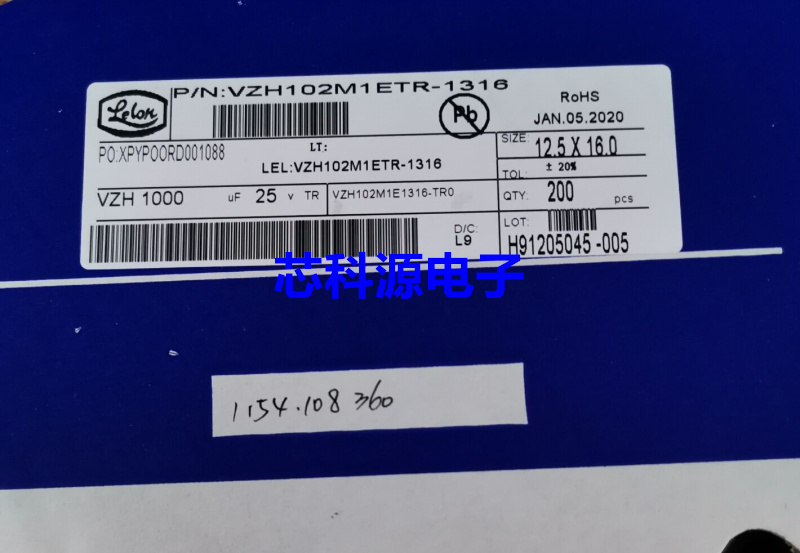 Lelon
P/N:VZH102M1ETR-1316
Pb
RoHS
JAN.05.2020
PO:XPYPOORD001088
LT:
LEL:VZH102M1ETR-1316
SIZE: 12.5 X 16.0
TOL: ± 20%
VZH 1000 uF 25 v TR
VZH102M1E1316-TR0
QTY: 200 pcs
D/C:
L9
LOT:
H91205045 -005
芯科源电子
1154.108 360